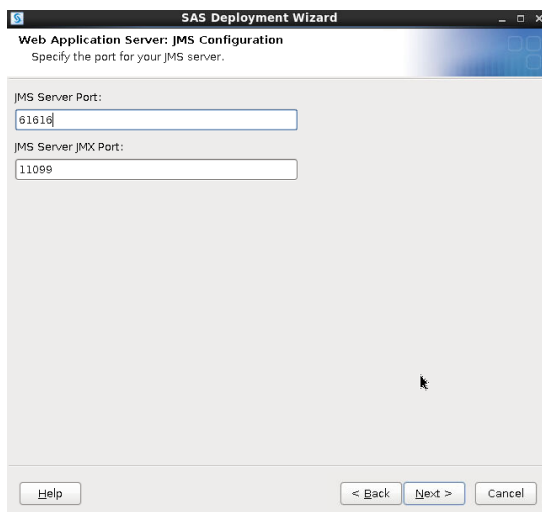 SAS Deployment Wizard
Web Application Server: JMS Configuration
Specify the port for your JMS server.
JMS Server Port:
61616
JMS Server JMX Port:
11099
Help
< Back
Next >
Cancel